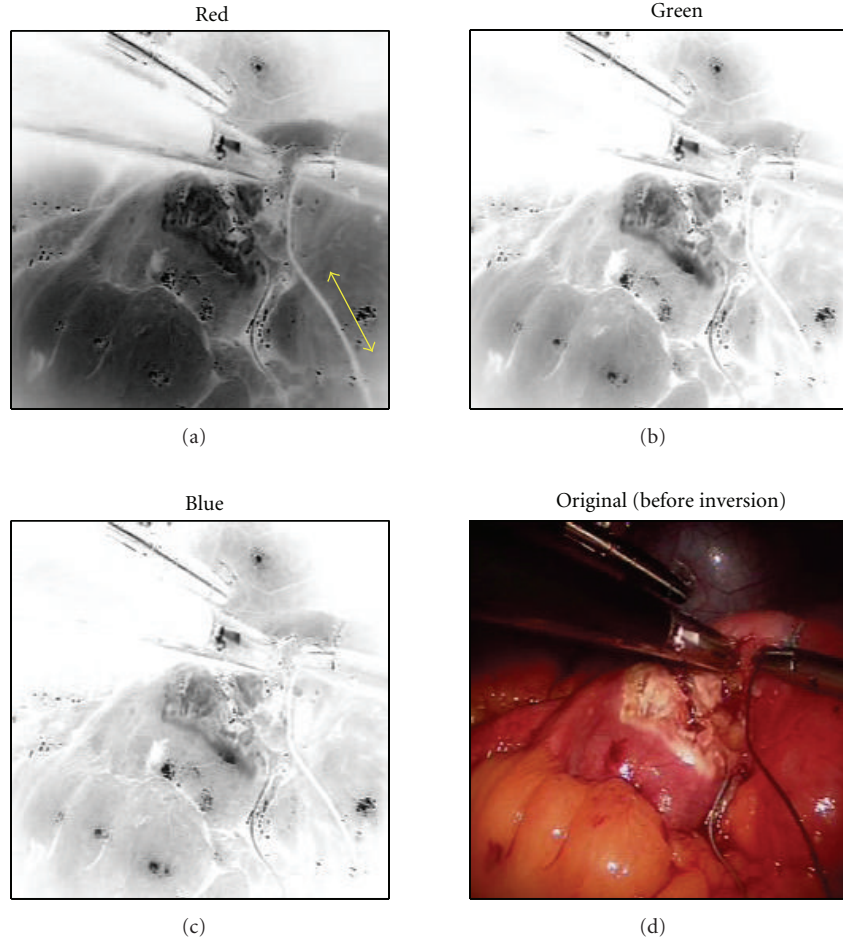 Red
Green
(a)
(b)
Blue
Original (before inversion)
(c)
(d)